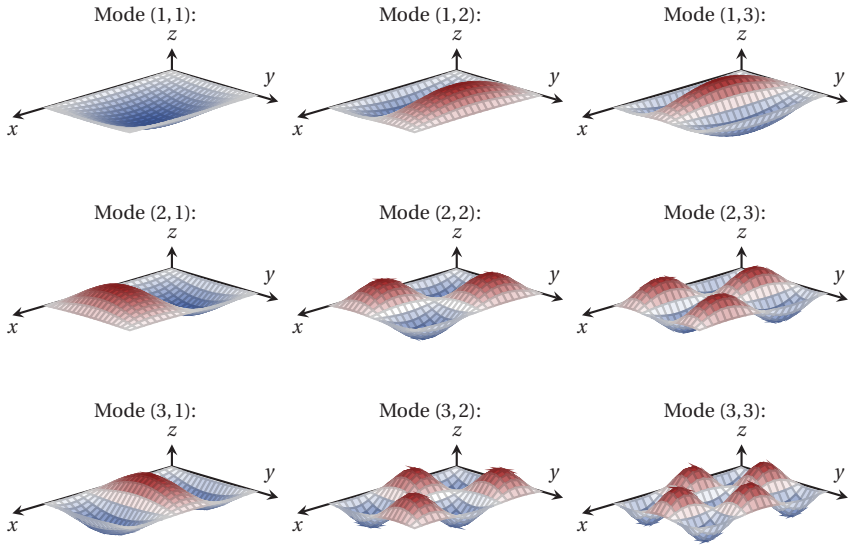 Mode (1,1):
z
y
x
Mode (1,2):
z
y
x
Mode (1,3):
z
y
x
Mode (2,1):
z
y
x
Mode (2,2):
z
y
x
Mode (2,3):
z
y
x
Mode (3,1):
z
y
x
Mode (3,2):
z
y
x
Mode (3,3):
z
y
x